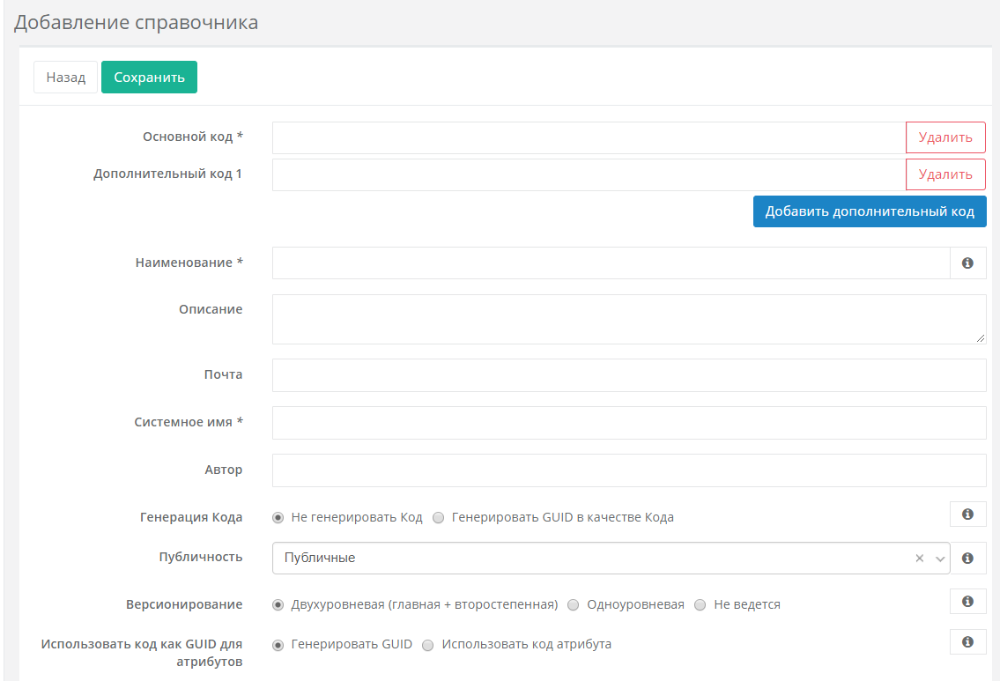 Добавление справочника
Назад Сохранить
Основной код * Удалить
Дополнительный код 1 Удалить
Добавить дополнительный код
Наименование *
Описание
Почта
Системное имя *
Автор
Генерация Кода Не генерировать Код Генерировать GUID в качестве Кода
Публичность Публичные
Версионирование Двухуровневая (главная + второстепенная) Одноуровневая Не ведется
Использовать код как GUID для Генерировать GUID Использовать код атрибута
атрибутов